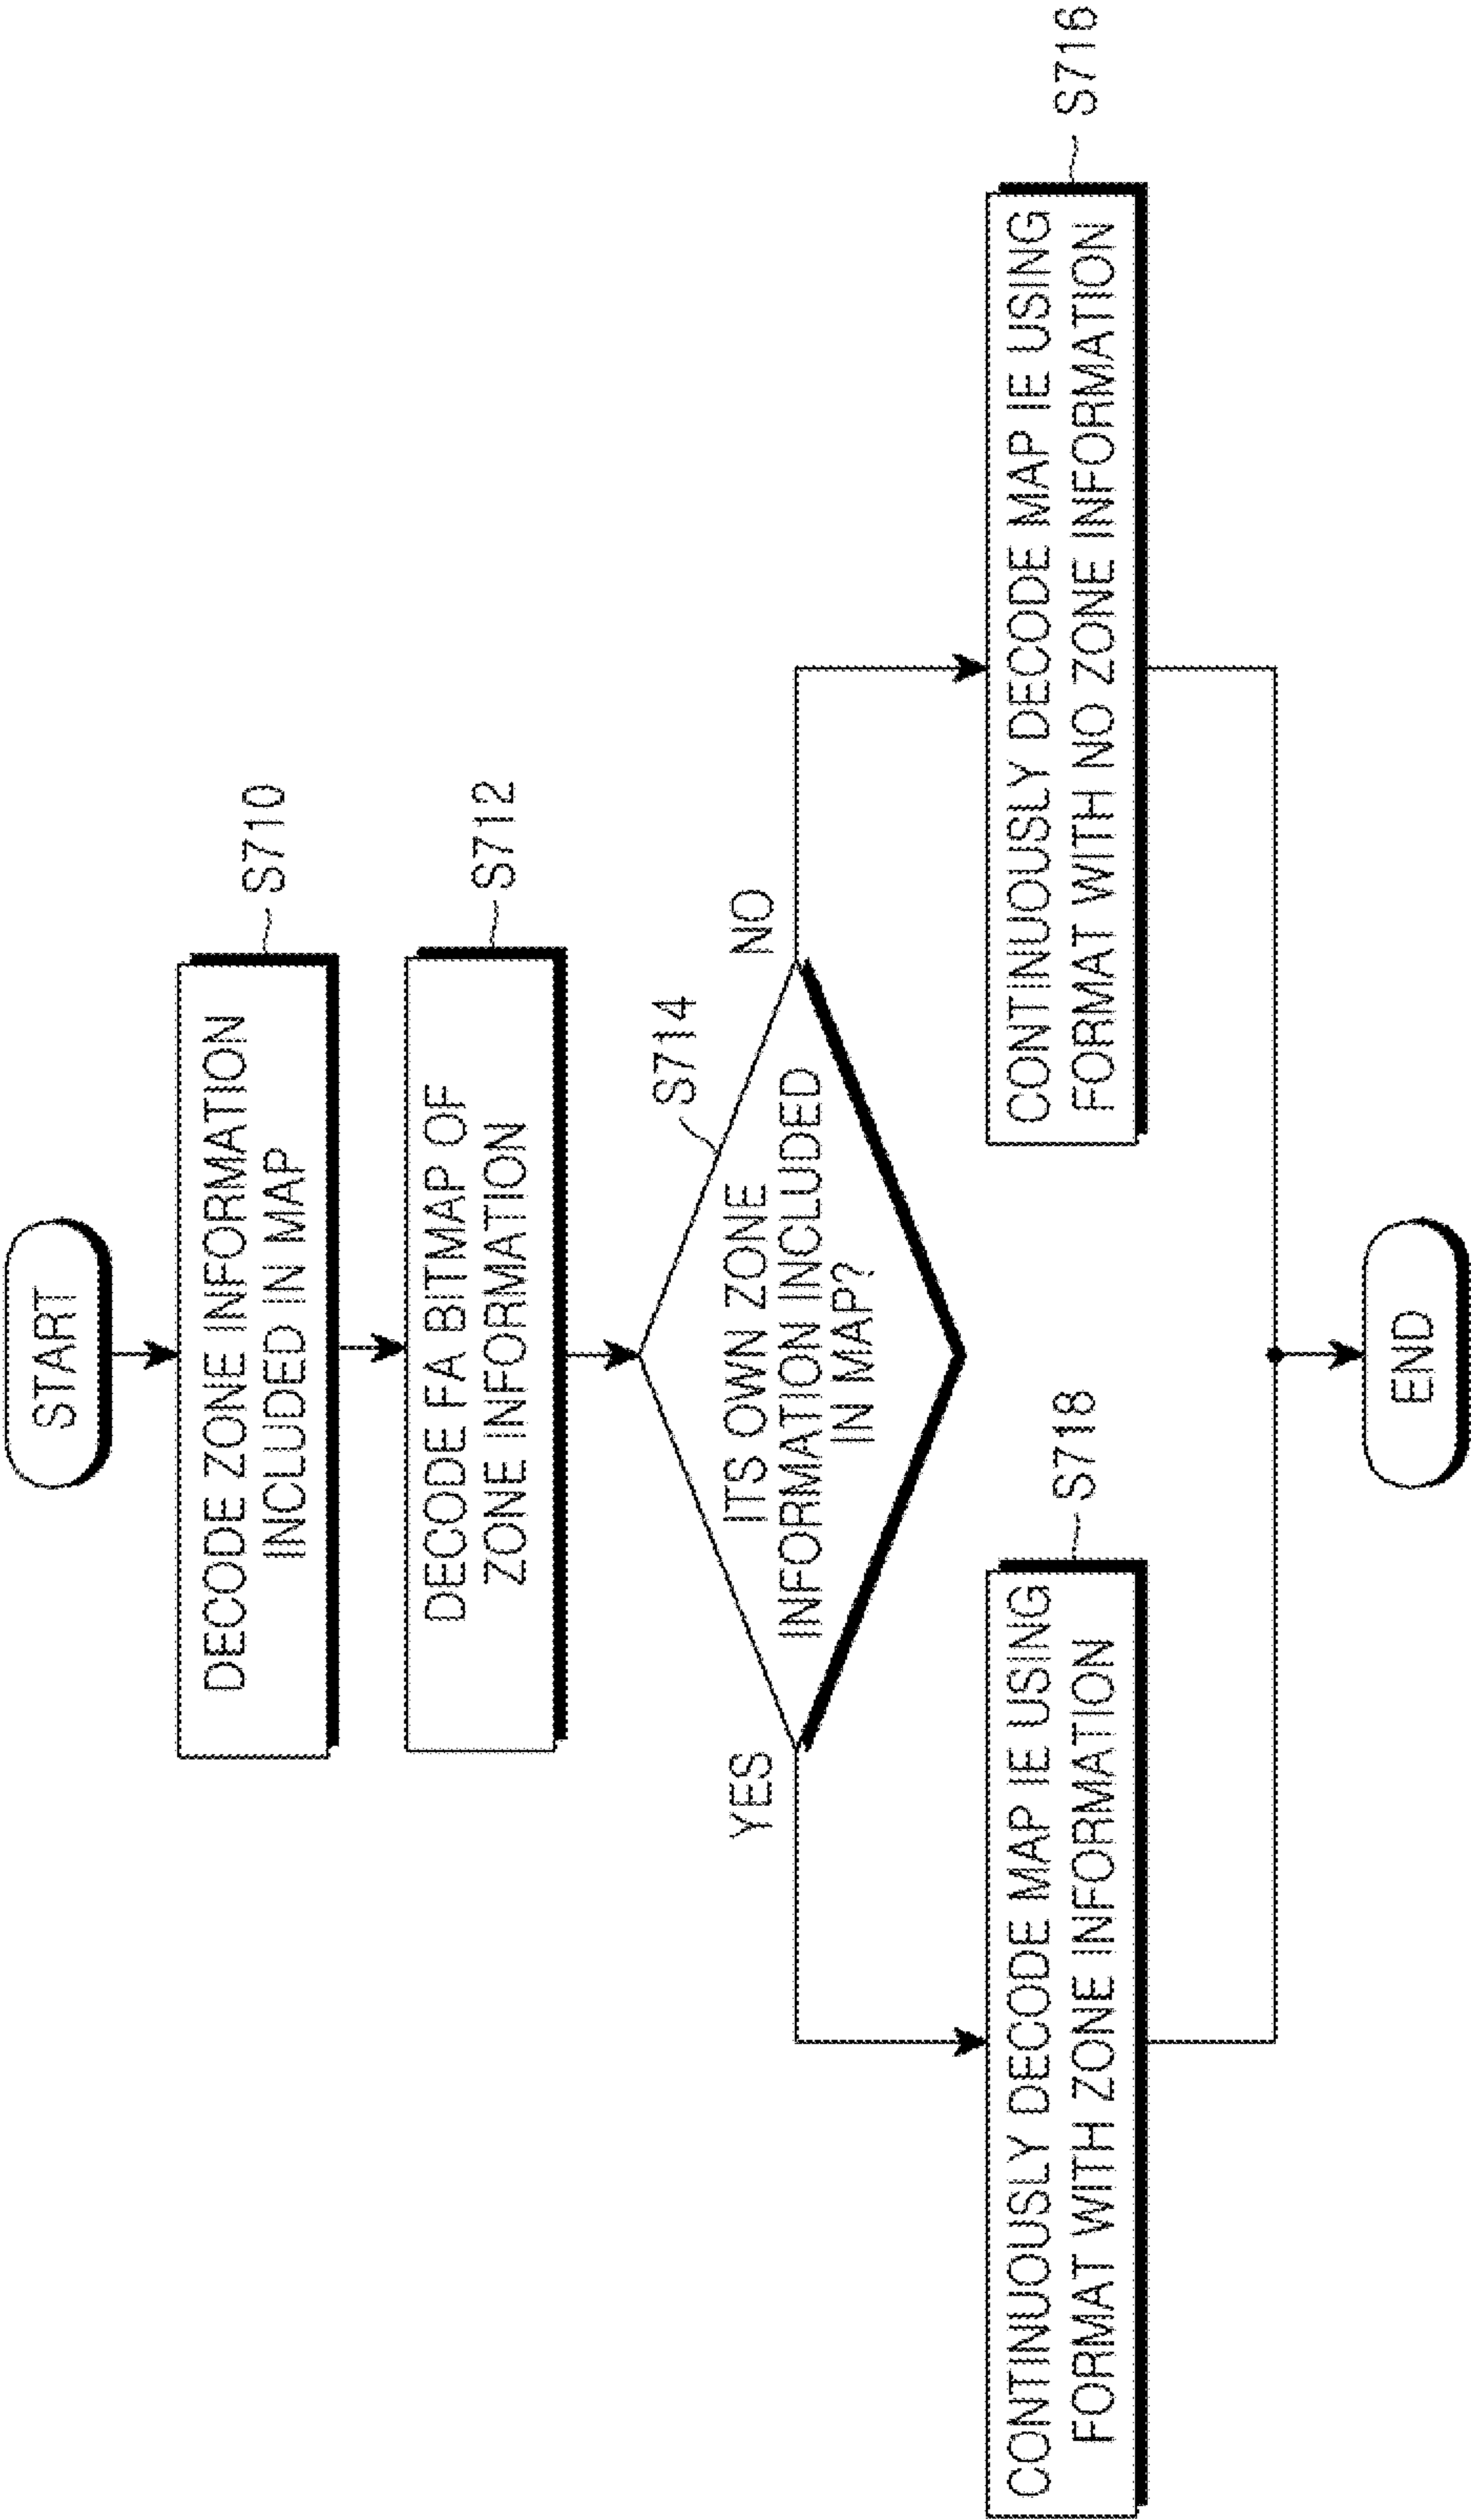 START
DECODE ZONE INFORMATION
INCLUDED IN MAP
S710
DECODE FA BITMAP OF
ZONE INFORMATION
S712
S714
ITS OWN ZONE
INFORMATION INCLUDED
IN MAP?
YES
NO
CONTINUOUSLY DECODE MAP IE USING
FORMAT WITH ZONE INFORMATION
S718
CONTINUOUSLY DECODE MAP IE USING
FORMAT WITH NO ZONE INFORMATION
S716
END